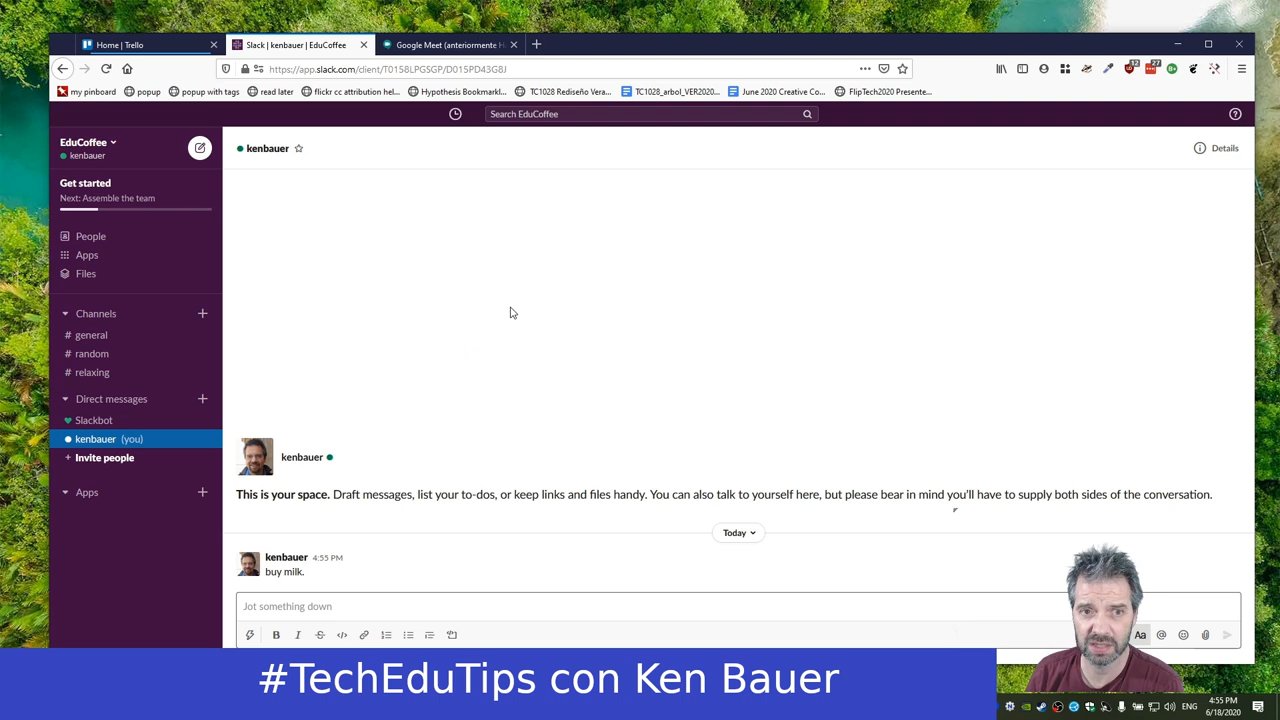 Home | Trello
Slack | kenbauer | EduCoffee
Google Meet (anteriormente H
https://app.slack.com/client/T0158LPGSGP/D015PD43G8J
12
27
my pinboard
popup
popup with tags
read later
flickr cc attribution hel...
Hypothesis Bookmarkl...
TC1028 Rediseño Vera...
TC1028_arbol_VER2020...
June 2020 Creative Co...
FlipTech2020 Presente...
Search EduCoffee
EduCoffee
kenbauer
Get started
Next: Assemble the team
People
Apps
Files
Channels
# general
# random
# relaxing
Direct messages
Slackbot
kenbauer (you)
+ Invite people
Apps
kenbauer
Details
kenbauer
This is your space. Draft messages, list your to-dos, or keep links and files handy. You can also talk to yourself here, but please bear in mind you'll have to supply both sides of the conversation.
Today
kenbauer 4:55 PM
buy milk.
Jot something down
B I S Aa @
#TechEduTips con Ken Bauer
4:55 PM
6/18/2020